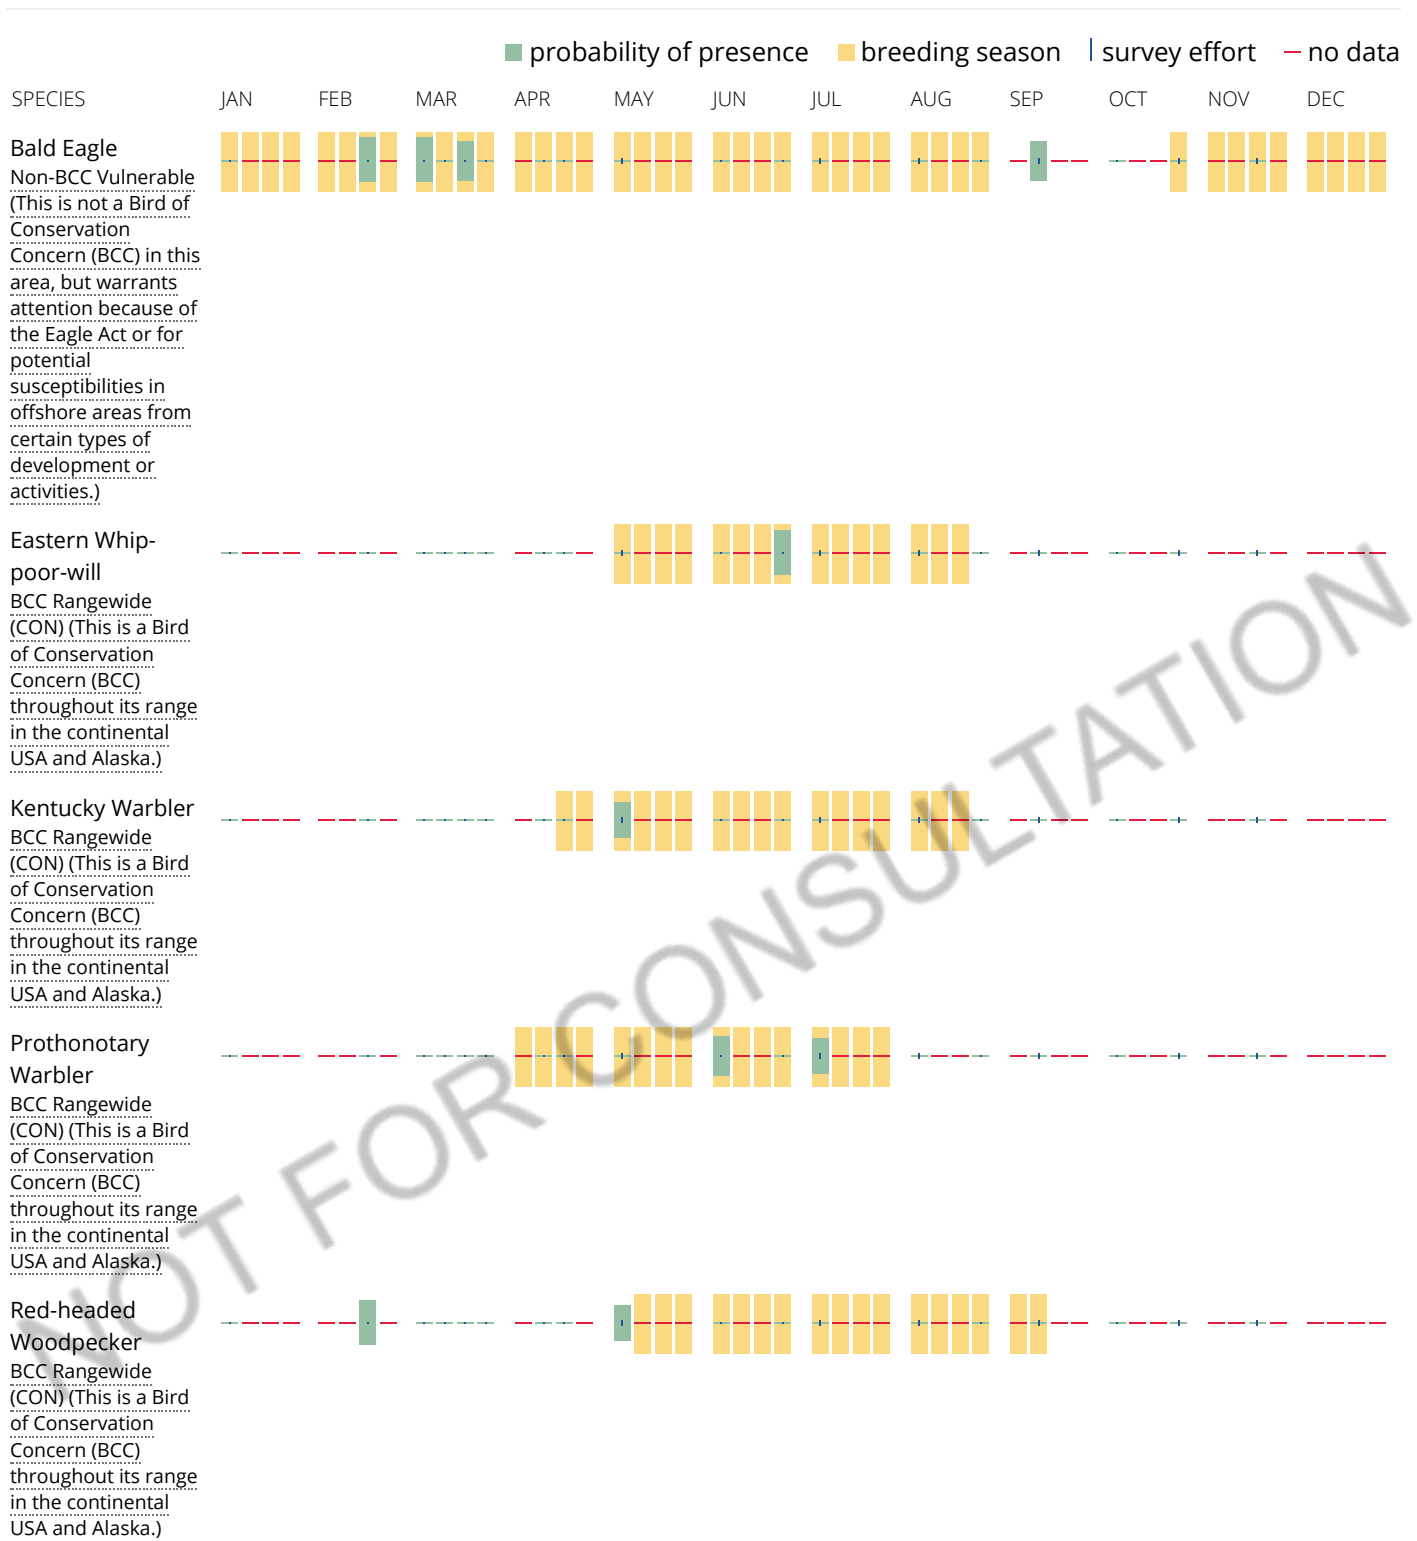 probability of presence breeding season survey effort no data
SPECIES JAN FEB MAR APR MAY JUN JUL AUG SEP OCT NOV DEC
Bald Eagle
Non-BCC Vulnerable
(This is not a Bird of
Conservation
Concern (BCC) in this
area, but warrants
attention because of
the Eagle Act or for
potential
susceptibilities in
offshore areas from
certain types of
development or
activities.)
Eastern Whip-
poor-will
BCC Rangewide
(CON) (This is a Bird
of Conservation
Concern (BCC)
throughout its range
in the continental
USA and Alaska.)
Kentucky Warbler
BCC Rangewide
(CON) (This is a Bird
of Conservation
Concern (BCC)
throughout its range
in the continental
USA and Alaska.)
Prothonotary
Warbler
BCC Rangewide
(CON) (This is a Bird
of Conservation
Concern (BCC)
throughout its range
in the continental
USA and Alaska.)
Red-headed
Woodpecker
BCC Rangewide
(CON) (This is a Bird
of Conservation
Concern (BCC)
throughout its range
in the continental
USA and Alaska.)
NOT FOR CONSULTATION